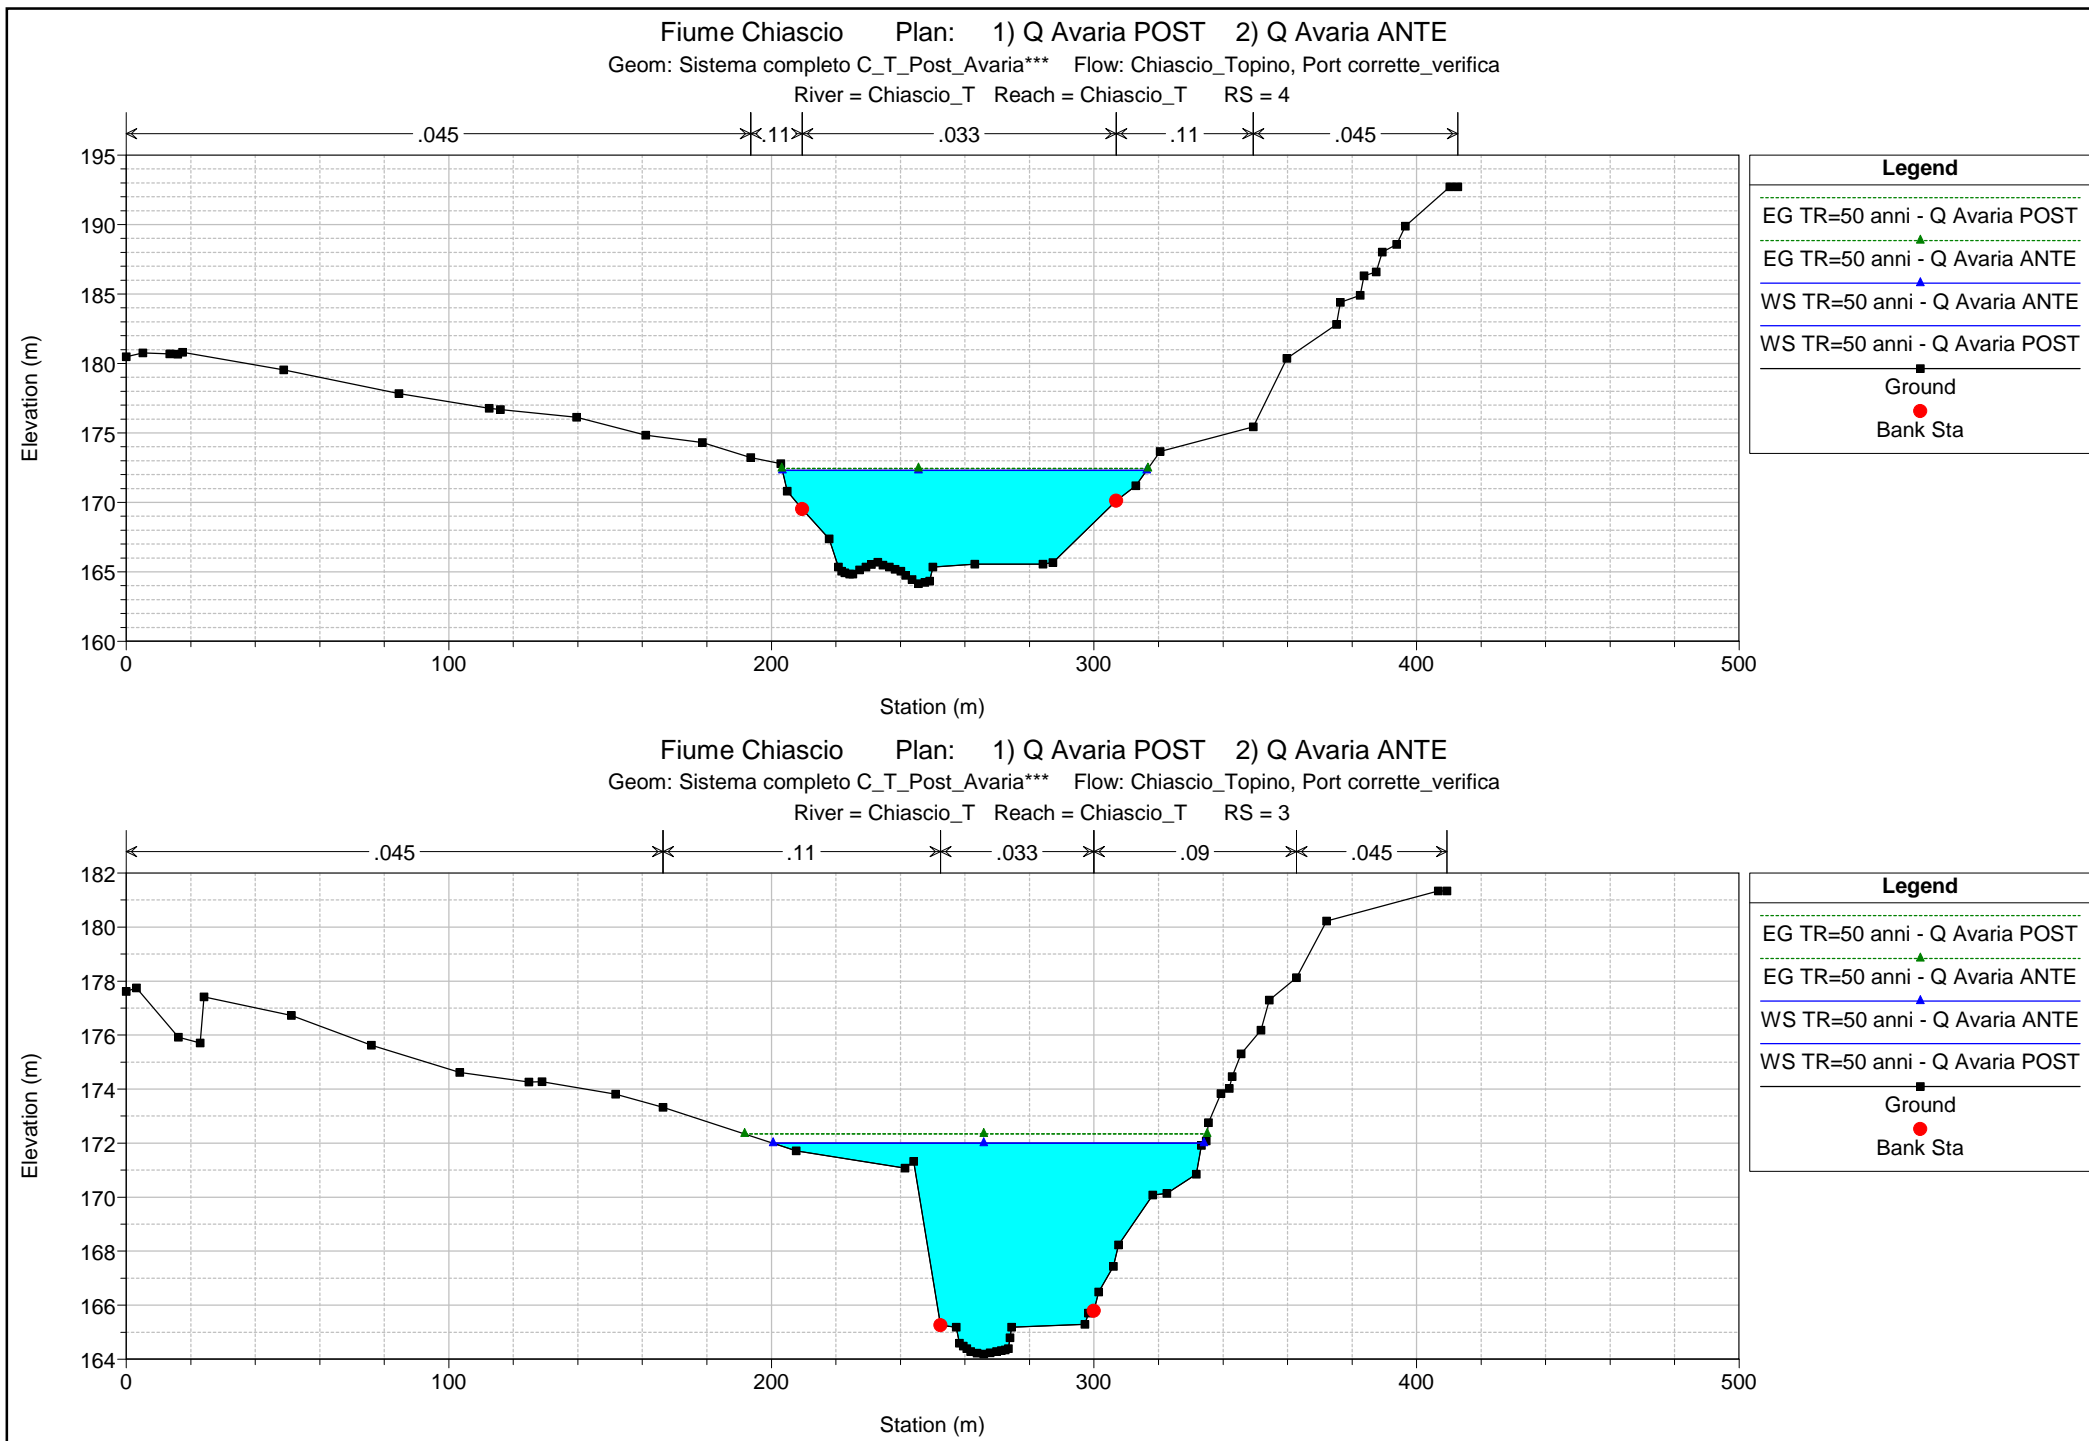 Fiume Chiascio Plan: 1) Q Avaria POST 2) Q Avaria ANTE
Geom: Sistema completo C_T_Post_Avaria*** Flow: Chiascio_Topino, Port corrette_verifica
River = Chiascio_T Reach = Chiascio_T RS = 4
.045 .11 .033 .11 .045
195
190
185
180
175
170
165
160
Elevation (m)
0 100 200 300 400 500
Station (m)
Legend
EG TR=50 anni - Q Avaria POST
EG TR=50 anni - Q Avaria ANTE
WS TR=50 anni - Q Avaria ANTE
WS TR=50 anni - Q Avaria POST
Ground
Bank Sta
Fiume Chiascio Plan: 1) Q Avaria POST 2) Q Avaria ANTE
Geom: Sistema completo C_T_Post_Avaria*** Flow: Chiascio_Topino, Port corrette_verifica
River = Chiascio_T Reach = Chiascio_T RS = 3
.045 .11 .033 .09 .045
182
180
178
176
174
172
170
168
166
164
Elevation (m)
0 100 200 300 400 500
Station (m)
Legend
EG TR=50 anni - Q Avaria POST
EG TR=50 anni - Q Avaria ANTE
WS TR=50 anni - Q Avaria ANTE
WS TR=50 anni - Q Avaria POST
Ground
Bank Sta